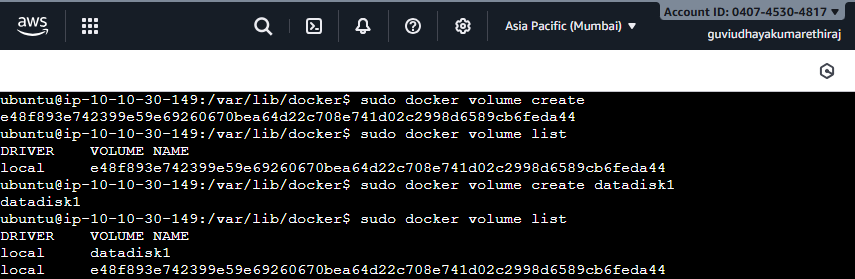 aws
Asia Pacific (Mumbai) ▼
Account ID: 0407-4530-4817 ▼
guviudhayakumarethiraj
ubuntu@ip-10-10-30-149:/var/lib/docker$ sudo docker volume create
e48f893e742399e59e69260670bea64d22c708e741d02c2998d6589cb6feda44
ubuntu@ip-10-10-30-149:/var/lib/docker$ sudo docker volume list
DRIVER    VOLUME NAME
local     e48f893e742399e59e69260670bea64d22c708e741d02c2998d6589cb6feda44
ubuntu@ip-10-10-30-149:/var/lib/docker$ sudo docker volume create datadisk1
datadisk1
ubuntu@ip-10-10-30-149:/var/lib/docker$ sudo docker volume list
DRIVER    VOLUME NAME
local     datadisk1
local     e48f893e742399e59e69260670bea64d22c708e741d02c2998d6589cb6feda44